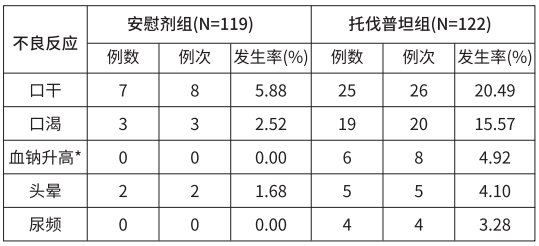 不良反应 安慰剂组(N=119) 托伐普坦组(N=122)
例数 例次 发生率(%) 例数 例次 发生率(%)
口干 7 8 5.88 25 26 20.49
口渴 3 3 2.52 19 20 15.57
血钠升高* 0 0 0.00 6 8 4.92
头晕 2 2 1.68 5 5 4.10
尿频 0 0 0.00 4 4 3.28